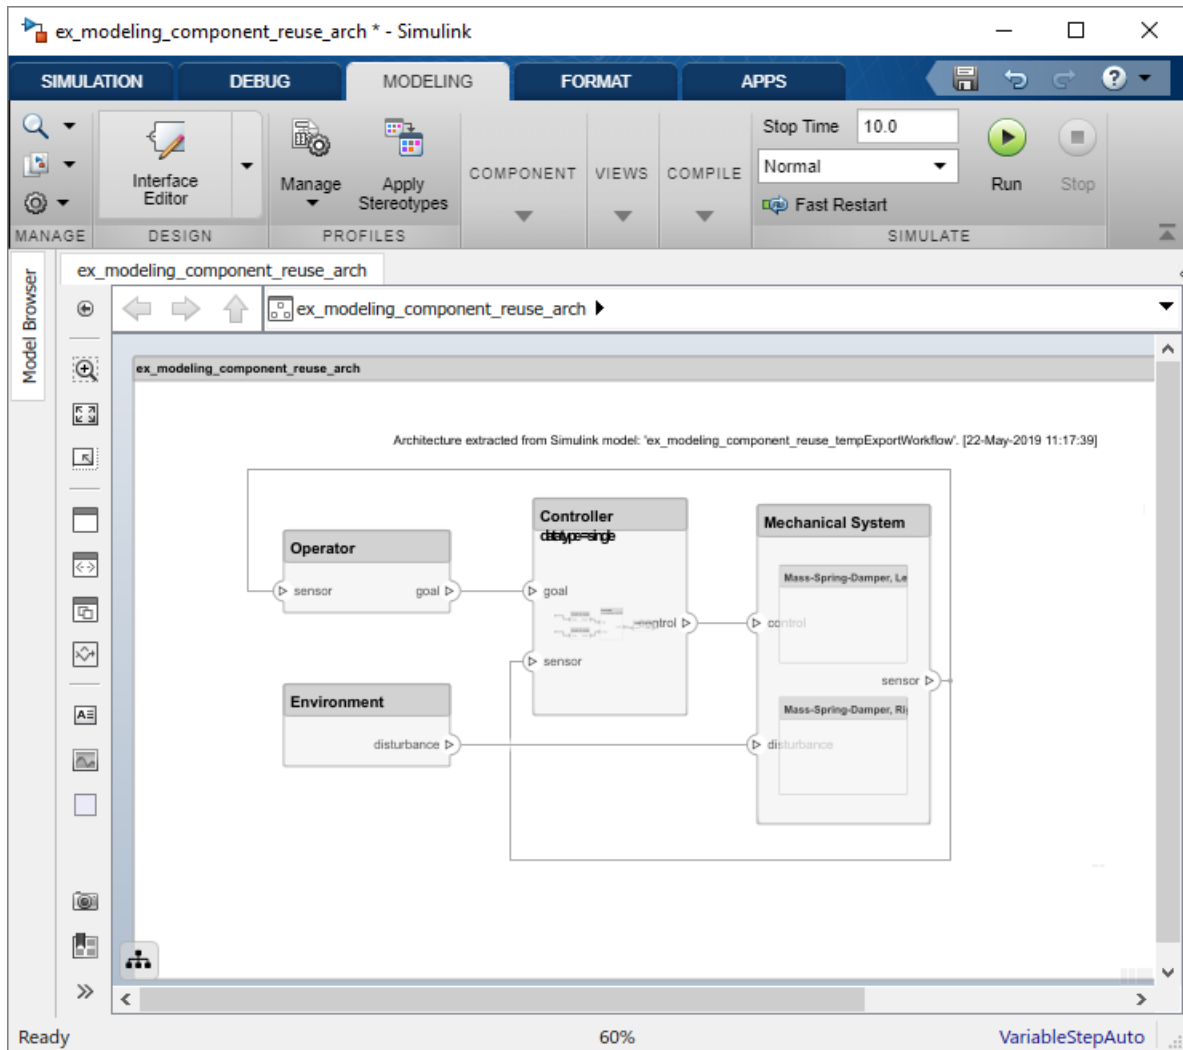 ex_modeling_component_reuse_arch * - Simulink
SIMULATION DEBUG MODELING FORMAT APPS
Stop Time 10.0
Normal
Fast Restart
Interface
Editor
Manage
Apply
Stereotypes
COMPONENT VIEWS COMPILE
Run Stop
MANAGE DESIGN PROFILES SIMULATE
Model Browser
ex_modeling_component_reuse_arch
ex_modeling_component_reuse_arch
ex_modeling_component_reuse_arch
Architecture extracted from Simulink model: 'ex_modeling_component_reuse_tempExportWorkflow'. [22-May-2019 11:17:39]
Operator
sensor goal
Controller
datatype=single
goal
control
sensor
Mechanical System
Mass-Spring-Damper, Le
control
sensor
Mass-Spring-Damper, Ri
disturbance
Environment
disturbance
Ready 60% VariableStepAuto